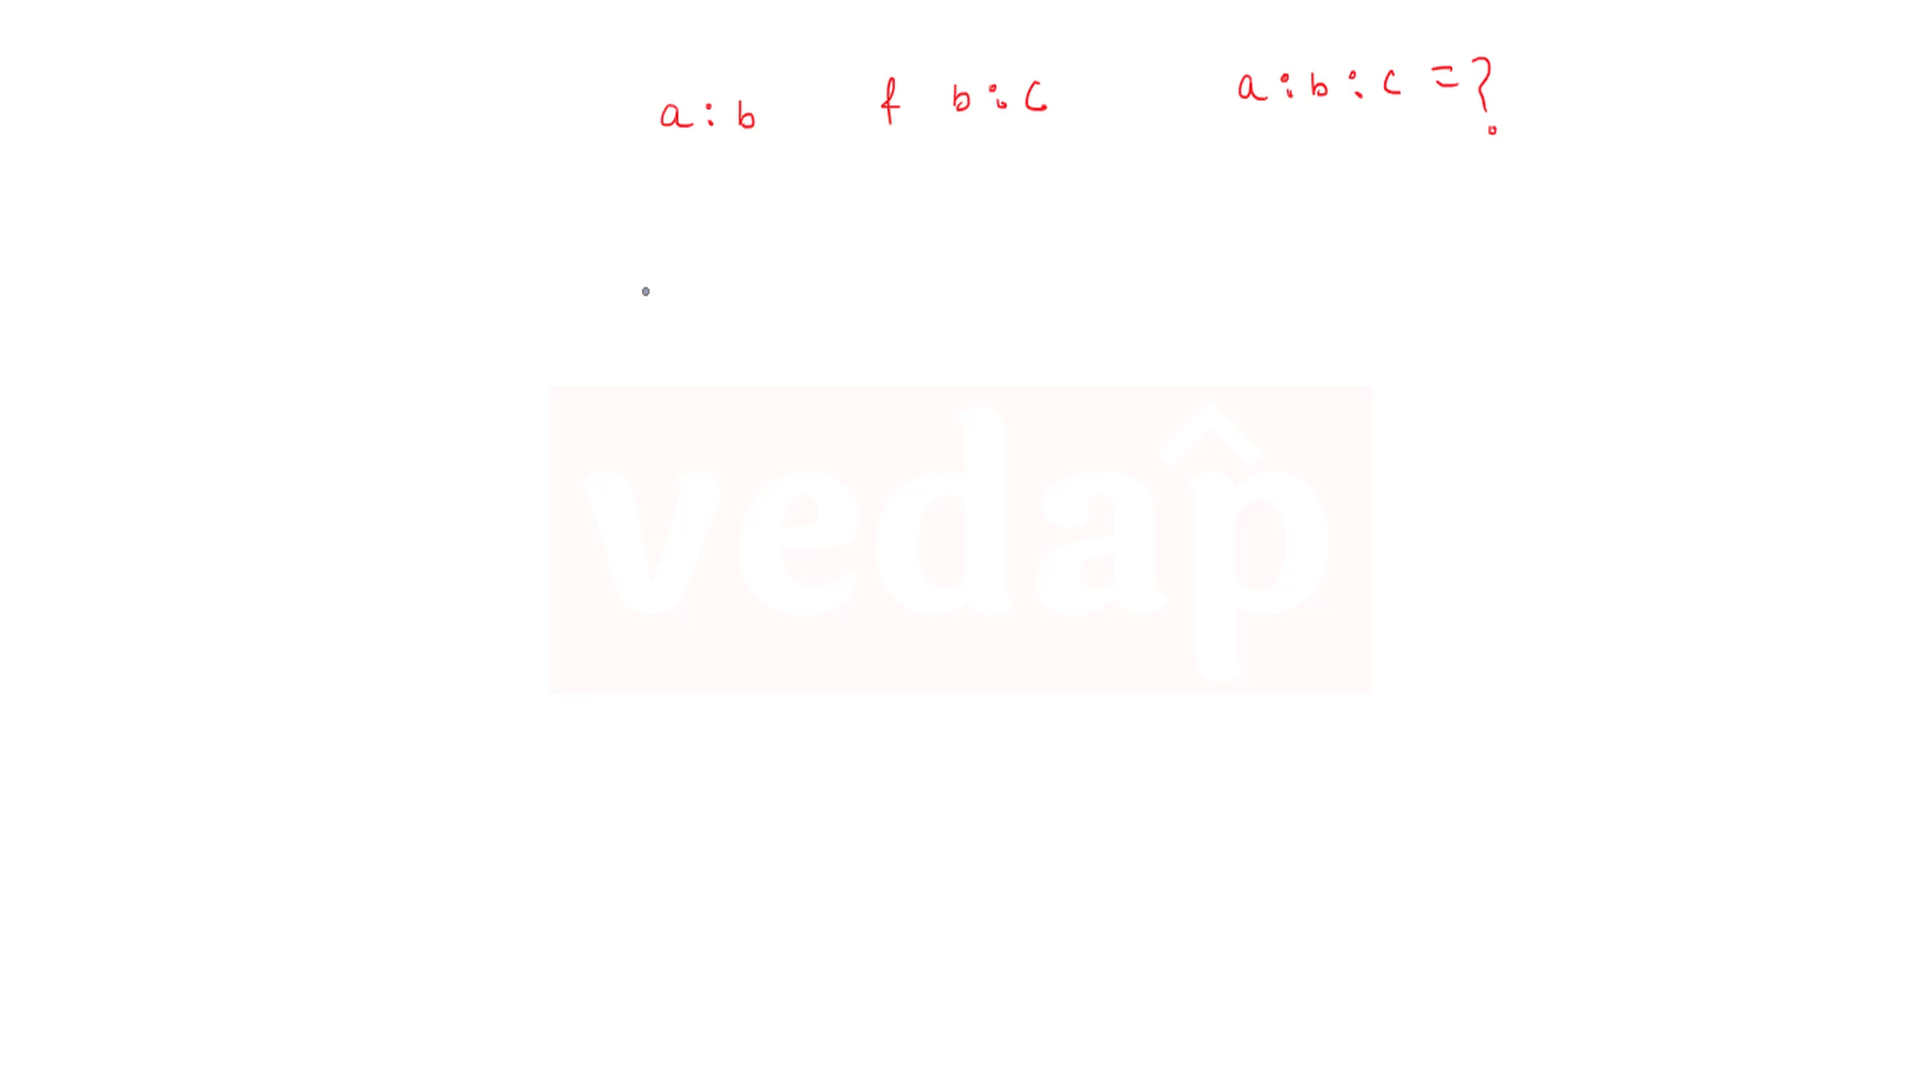 a : b & b : c a : b : c = ?
vedap̂